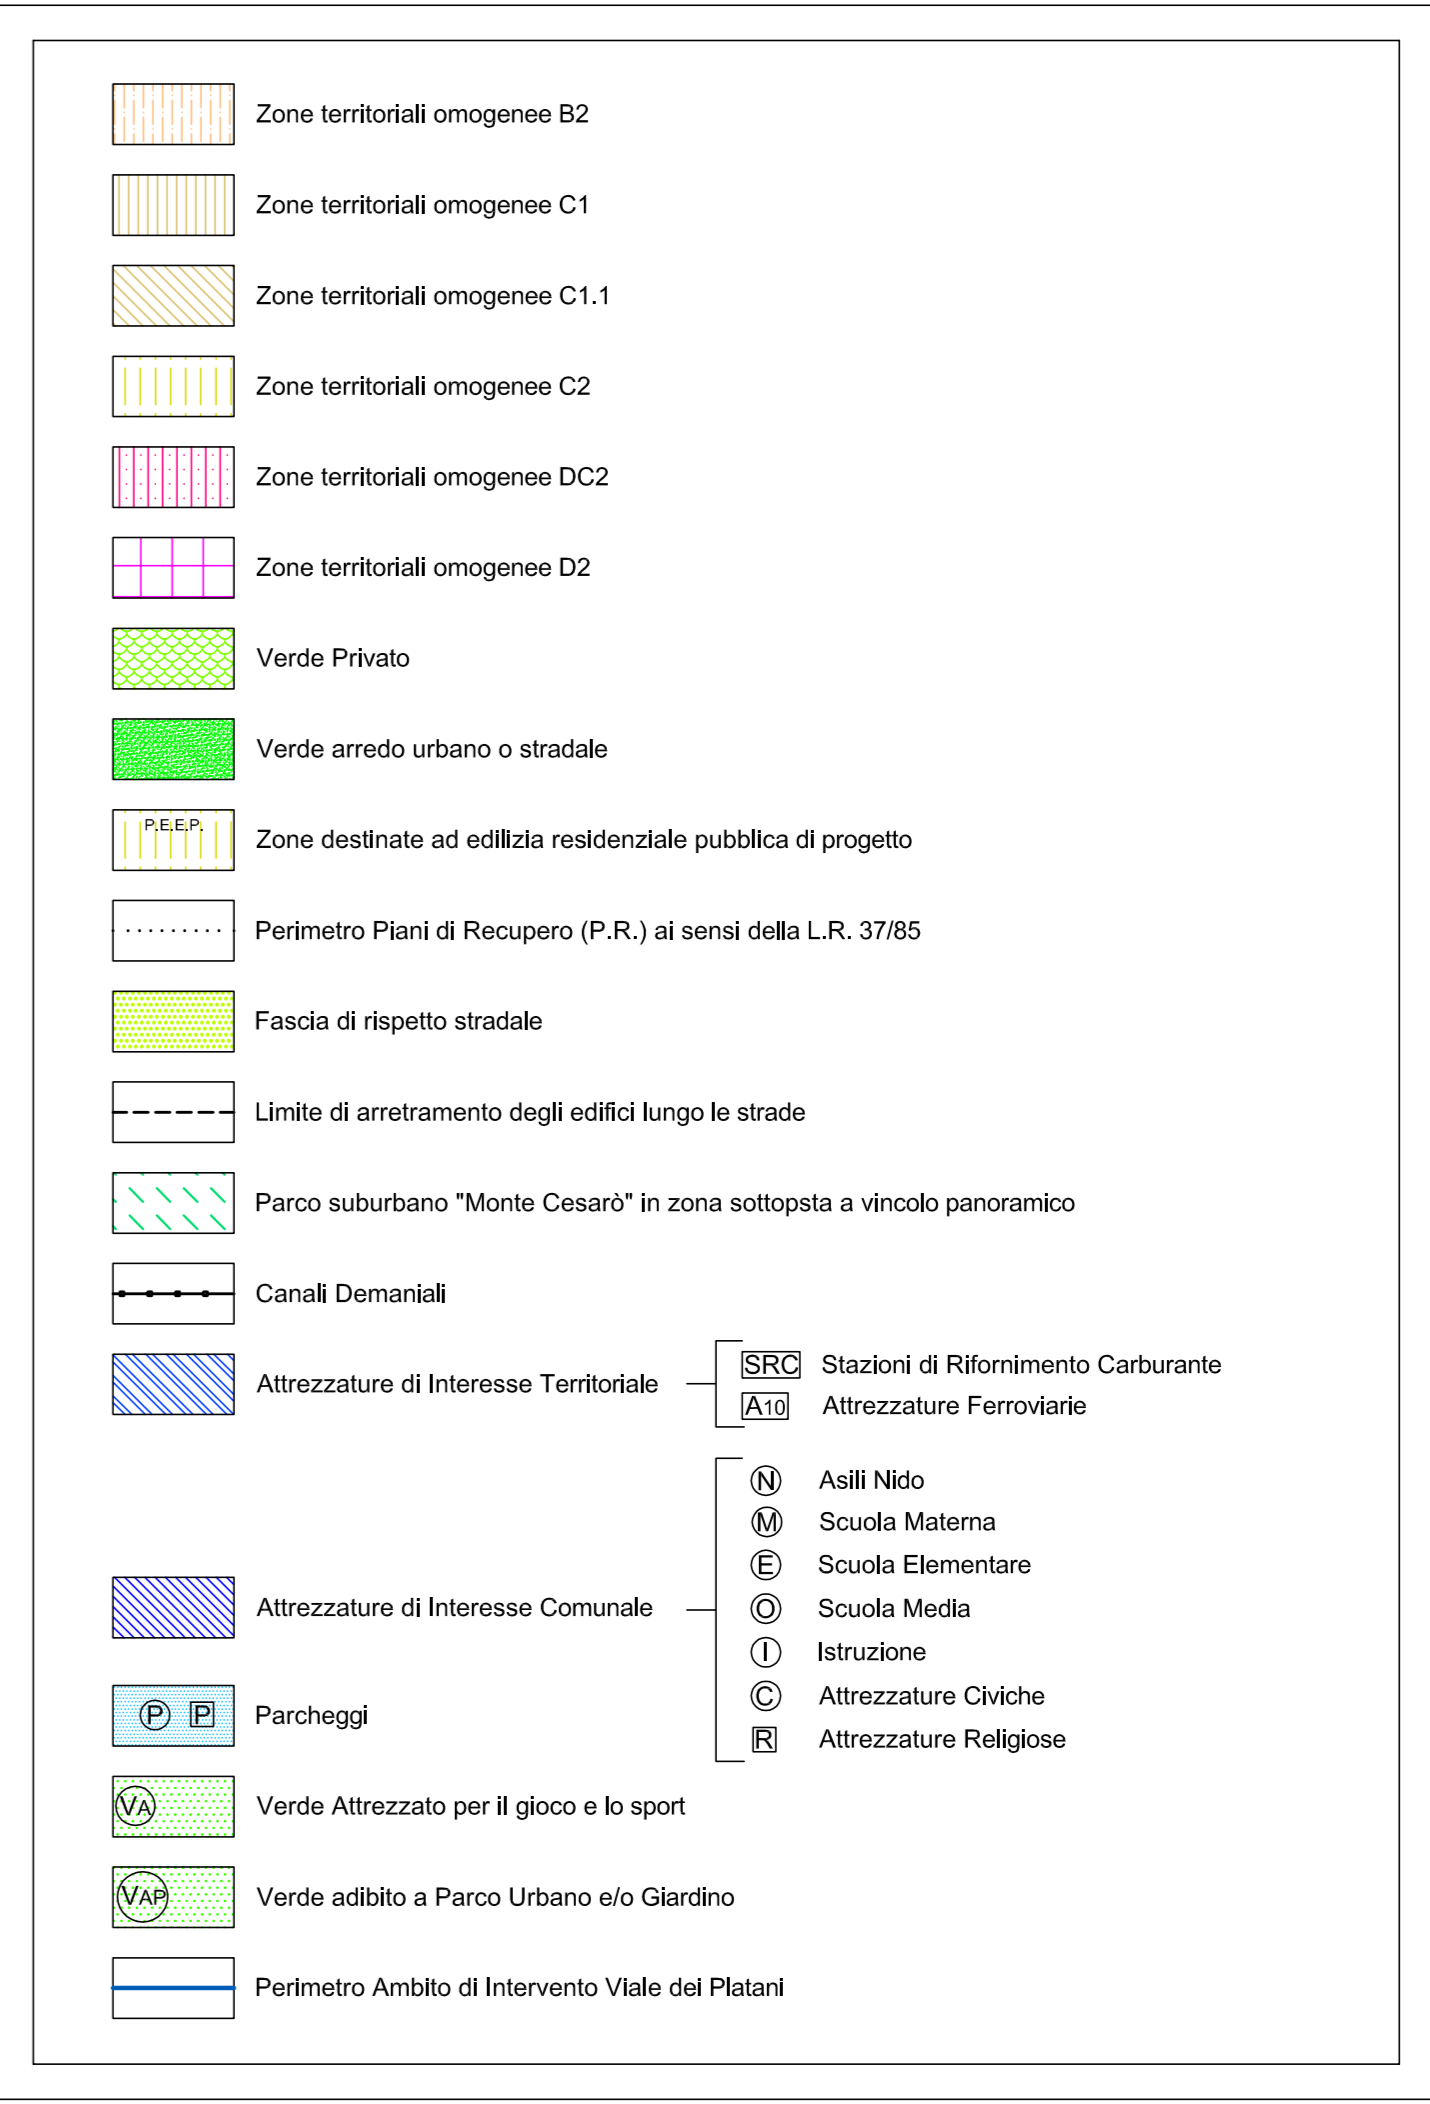 Zone territoriali omogenee B2
Zone territoriali omogenee C1
Zone territoriali omogenee C1.1
Zone territoriali omogenee C2
Zone territoriali omogenee DC2
Zone territoriali omogenee D2
Verde Privato
Verde arredo urbano o stradale
P.E.E.P. Zone destinate ad edilizia residenziale pubblica di progetto
Perimetro Piani di Recupero (P.R.) ai sensi della L.R. 37/85
Fascia di rispetto stradale
Limite di arretramento degli edifici lungo le strade
Parco suburbano "Monte Cesarò" in zona sottopsta a vincolo panoramico
Canali Demaniali
Attrezzature di Interesse Territoriale
SRC Stazioni di Rifornimento Carburante
A10 Attrezzature Ferroviarie
Attrezzature di Interesse Comunale
N Asili Nido
M Scuola Materna
E Scuola Elementare
O Scuola Media
I Istruzione
C Attrezzature Civiche
R Attrezzature Religiose
P P Parcheggi
VA Verde Attrezzato per il gioco e lo sport
VAP Verde adibito a Parco Urbano e/o Giardino
Perimetro Ambito di Intervento Viale dei Platani